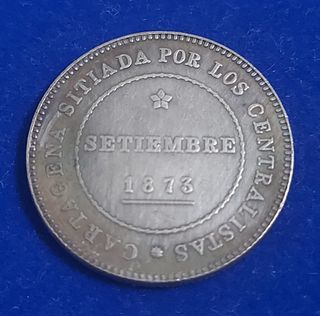 CARTAGENA SITIADA POR LOS CENTRALISTAS
SETIEMBRE
1873